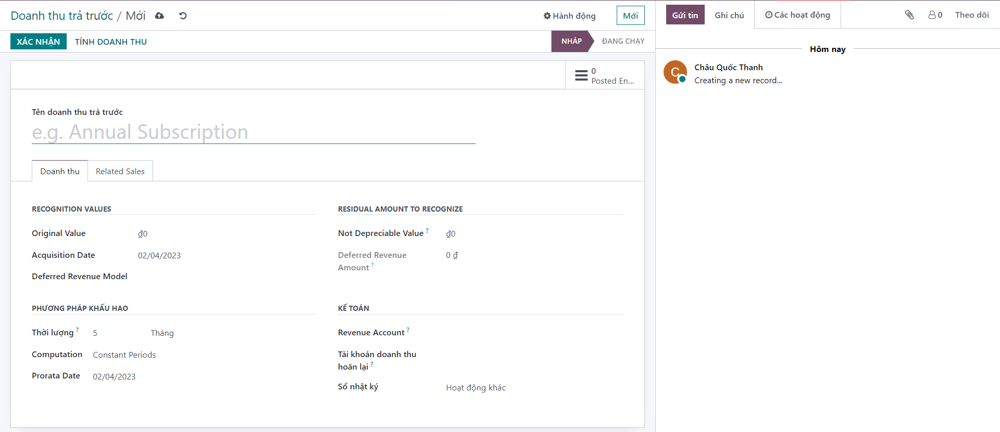 Doanh thu trả trước / Mới
Hành động
Mới
XÁC NHẬN
TÍNH DOANH THU
NHÁP
ĐANG CHẠY
0
Posted En...
Tên doanh thu trả trước
e.g. Annual Subscription
Doanh thu
Related Sales
RECOGNITION VALUES
Original Value
₫0
Acquisition Date
02/04/2023
Deferred Revenue Model
RESIDUAL AMOUNT TO RECOGNIZE
Not Depreciable Value ?
₫0
Deferred Revenue
Amount ?
0 ₫
PHƯƠNG PHÁP KHẤU HAO
Thời lượng ?
5
Tháng
Computation
Constant Periods
Prorata Date
02/04/2023
KẾ TOÁN
Revenue Account ?
Tài khoản doanh thu
hoãn lại ?
Sổ nhật ký
Hoạt động khác
Gửi tin
Ghi chú
Các hoạt động
0
Theo dõi
Hôm nay
C
Châu Quốc Thanh
Creating a new record...